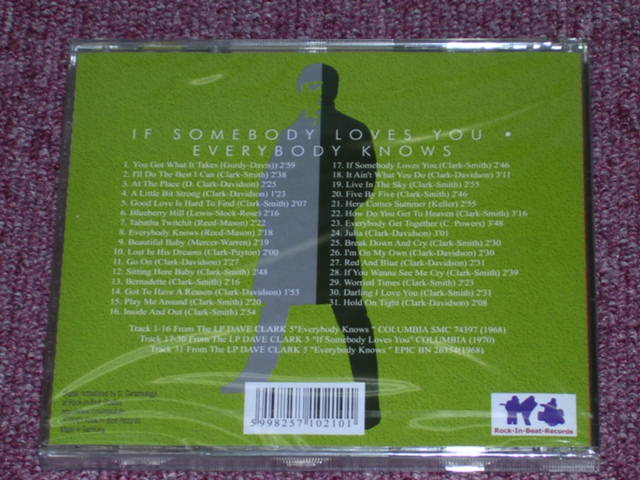 IF SOMEBODY LOVES YOU •
EVERYBODY KNOWS
1. You Got What It Takes (Gordy-Davis)) 2'59
2. I'll Do The Best I Can (Clark-Smith) 2'38
3. At The Place (D. Clark-Davidson) 2'25
4. A Little Bit Strong (Clark-Davidson) 1'23
5. Good Love Is Hard To Find (Clark-Smith) 2'07
6. Blueberry Hill (Lewis-Stock-Rose) 2'16
7. Tabatha Twitchit (Reed-Mason) 2'22
8. Everybody Knows (Reed-Mason) 2'18
9. Beautiful Baby (Mercer-Warren) 2'19
10. Lost In His Dreams (Clark-Payton) 2'00
11. Go On (Clark-Davidson) 2'27
12. Sitting Here Baby (Clark-Smith) 2'48
13. Bernadette (Clark-Smith) 2'16
14. Got To Have A Reason (Clark-Davidson) 1'53
15. Play Me Around (Clark-Smith) 2'20
16. Inside And Out (Clark-Smith) 2'54
17. If Somebody Loves You (Clark-Smith) 2'46
18. It Ain't What You Do (Clark-Davidson) 3'11
19. Live In The Sky (Clark-Smith) 2'55
20. Five By Five (Clark-Smith) 2'46
21. Here Comes Summer (Keller) 2'55
22. How Do You Get To Heaven (Clark-Smith) 3'16
23. Everybody Get Together (C. Powers) 3'48
24. Julia (Clark-Davidson) 3'01
25. Break Down And Cry (Clark-Smith) 2'30
26. I'm On My Own (Clark-Davidson) 2'30
27. Red And Blue (Clark-Davidson) 3'11
28. If You Wanna See Me Cry (Clark-Smith) 2'39
29. Worried Times (Clark-Smith) 2'23
30. Darling I Love You (Clark-Smith) 2'31
31. Hold On Tight (Clark-Davidson) 2'08
Track 1-16 From The LP DAVE CLARK 5"Everybody Knows " COLUMBIA SMC 74397 (1968)
Track 17-30 From The LP DAVE CLARK 5 "If Somebody Loves You" COLUMBIA (1970)
Track 31 From The LP DAVE CLARK 5 "Everybody Knows " EPIC BN 26354(1968)
Made in Germany
5998257102101
Rock-In-Beat-Records